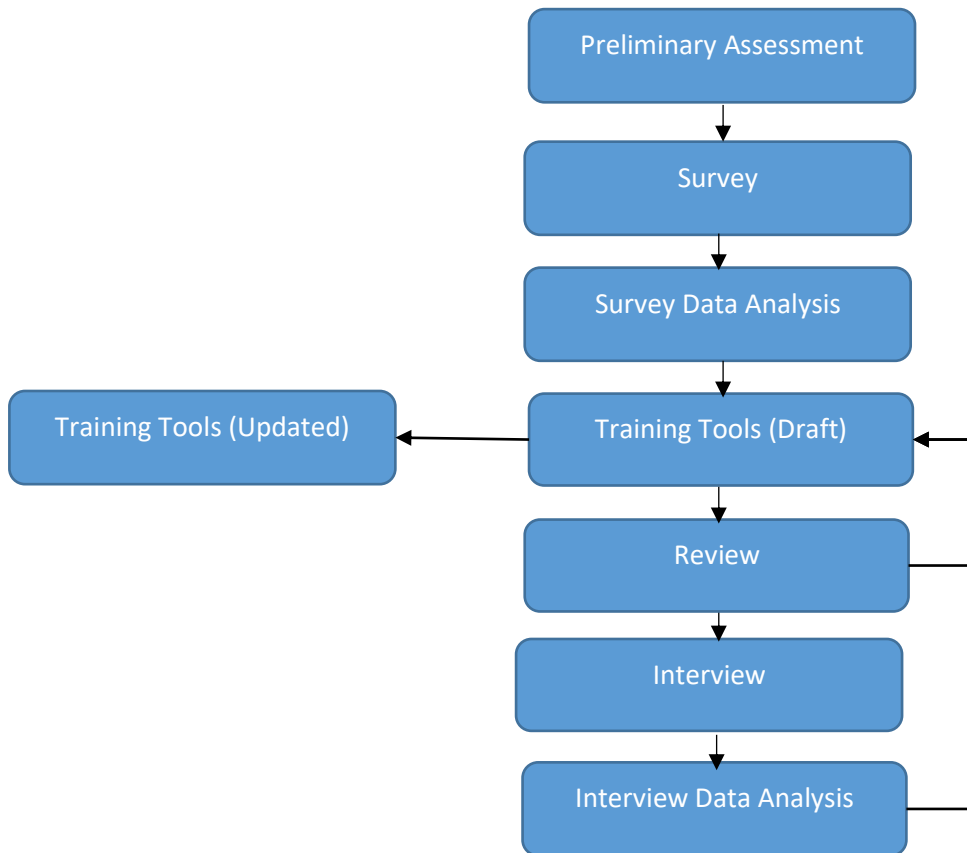 Preliminary Assessment
Survey
Survey Data Analysis
Training Tools (Updated)
Training Tools (Draft)
Review
Interview
Interview Data Analysis